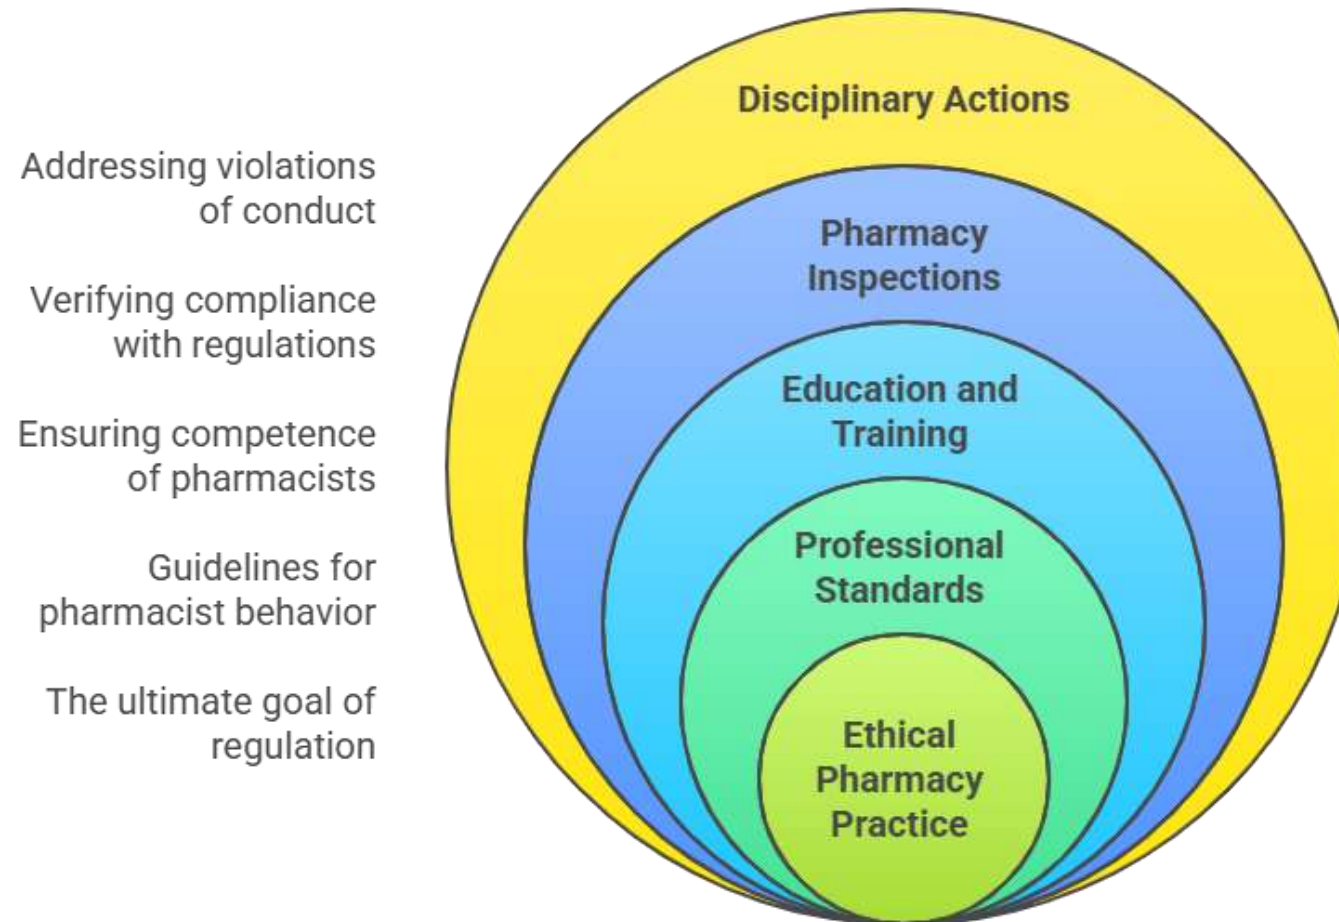 Disciplinary Actions
Addressing violations
of conduct
Pharmacy
Inspections
Verifying compliance
with regulations
Education and
Training
Ensuring competence
of pharmacists
Professional
Standards
Guidelines for
pharmacist behavior
Ethical
Pharmacy
Practice
The ultimate goal of
regulation